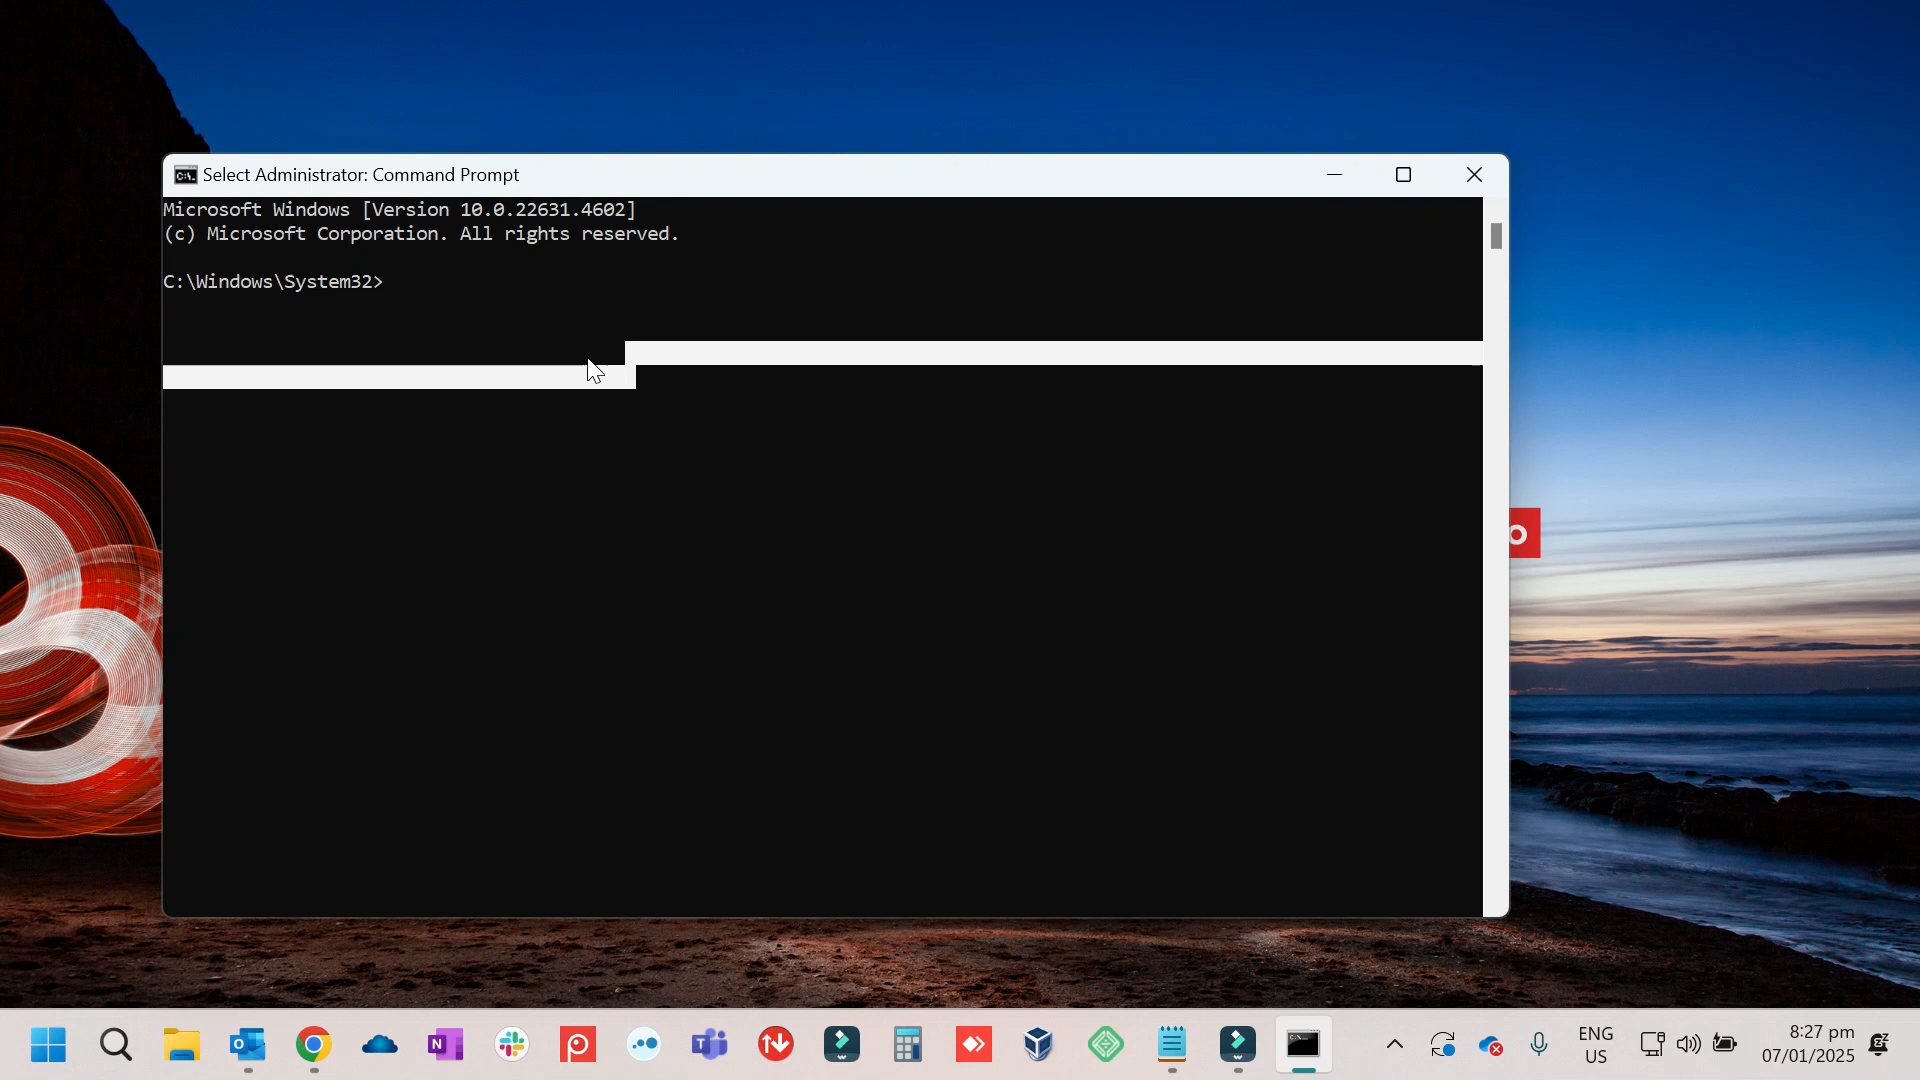 Select Administrator: Command Prompt
Microsoft Windows [Version 10.0.22631.4602]
(c) Microsoft Corporation. All rights reserved.
C:\Windows\System32>
o
ENG
US
8:27 pm
07/01/2025